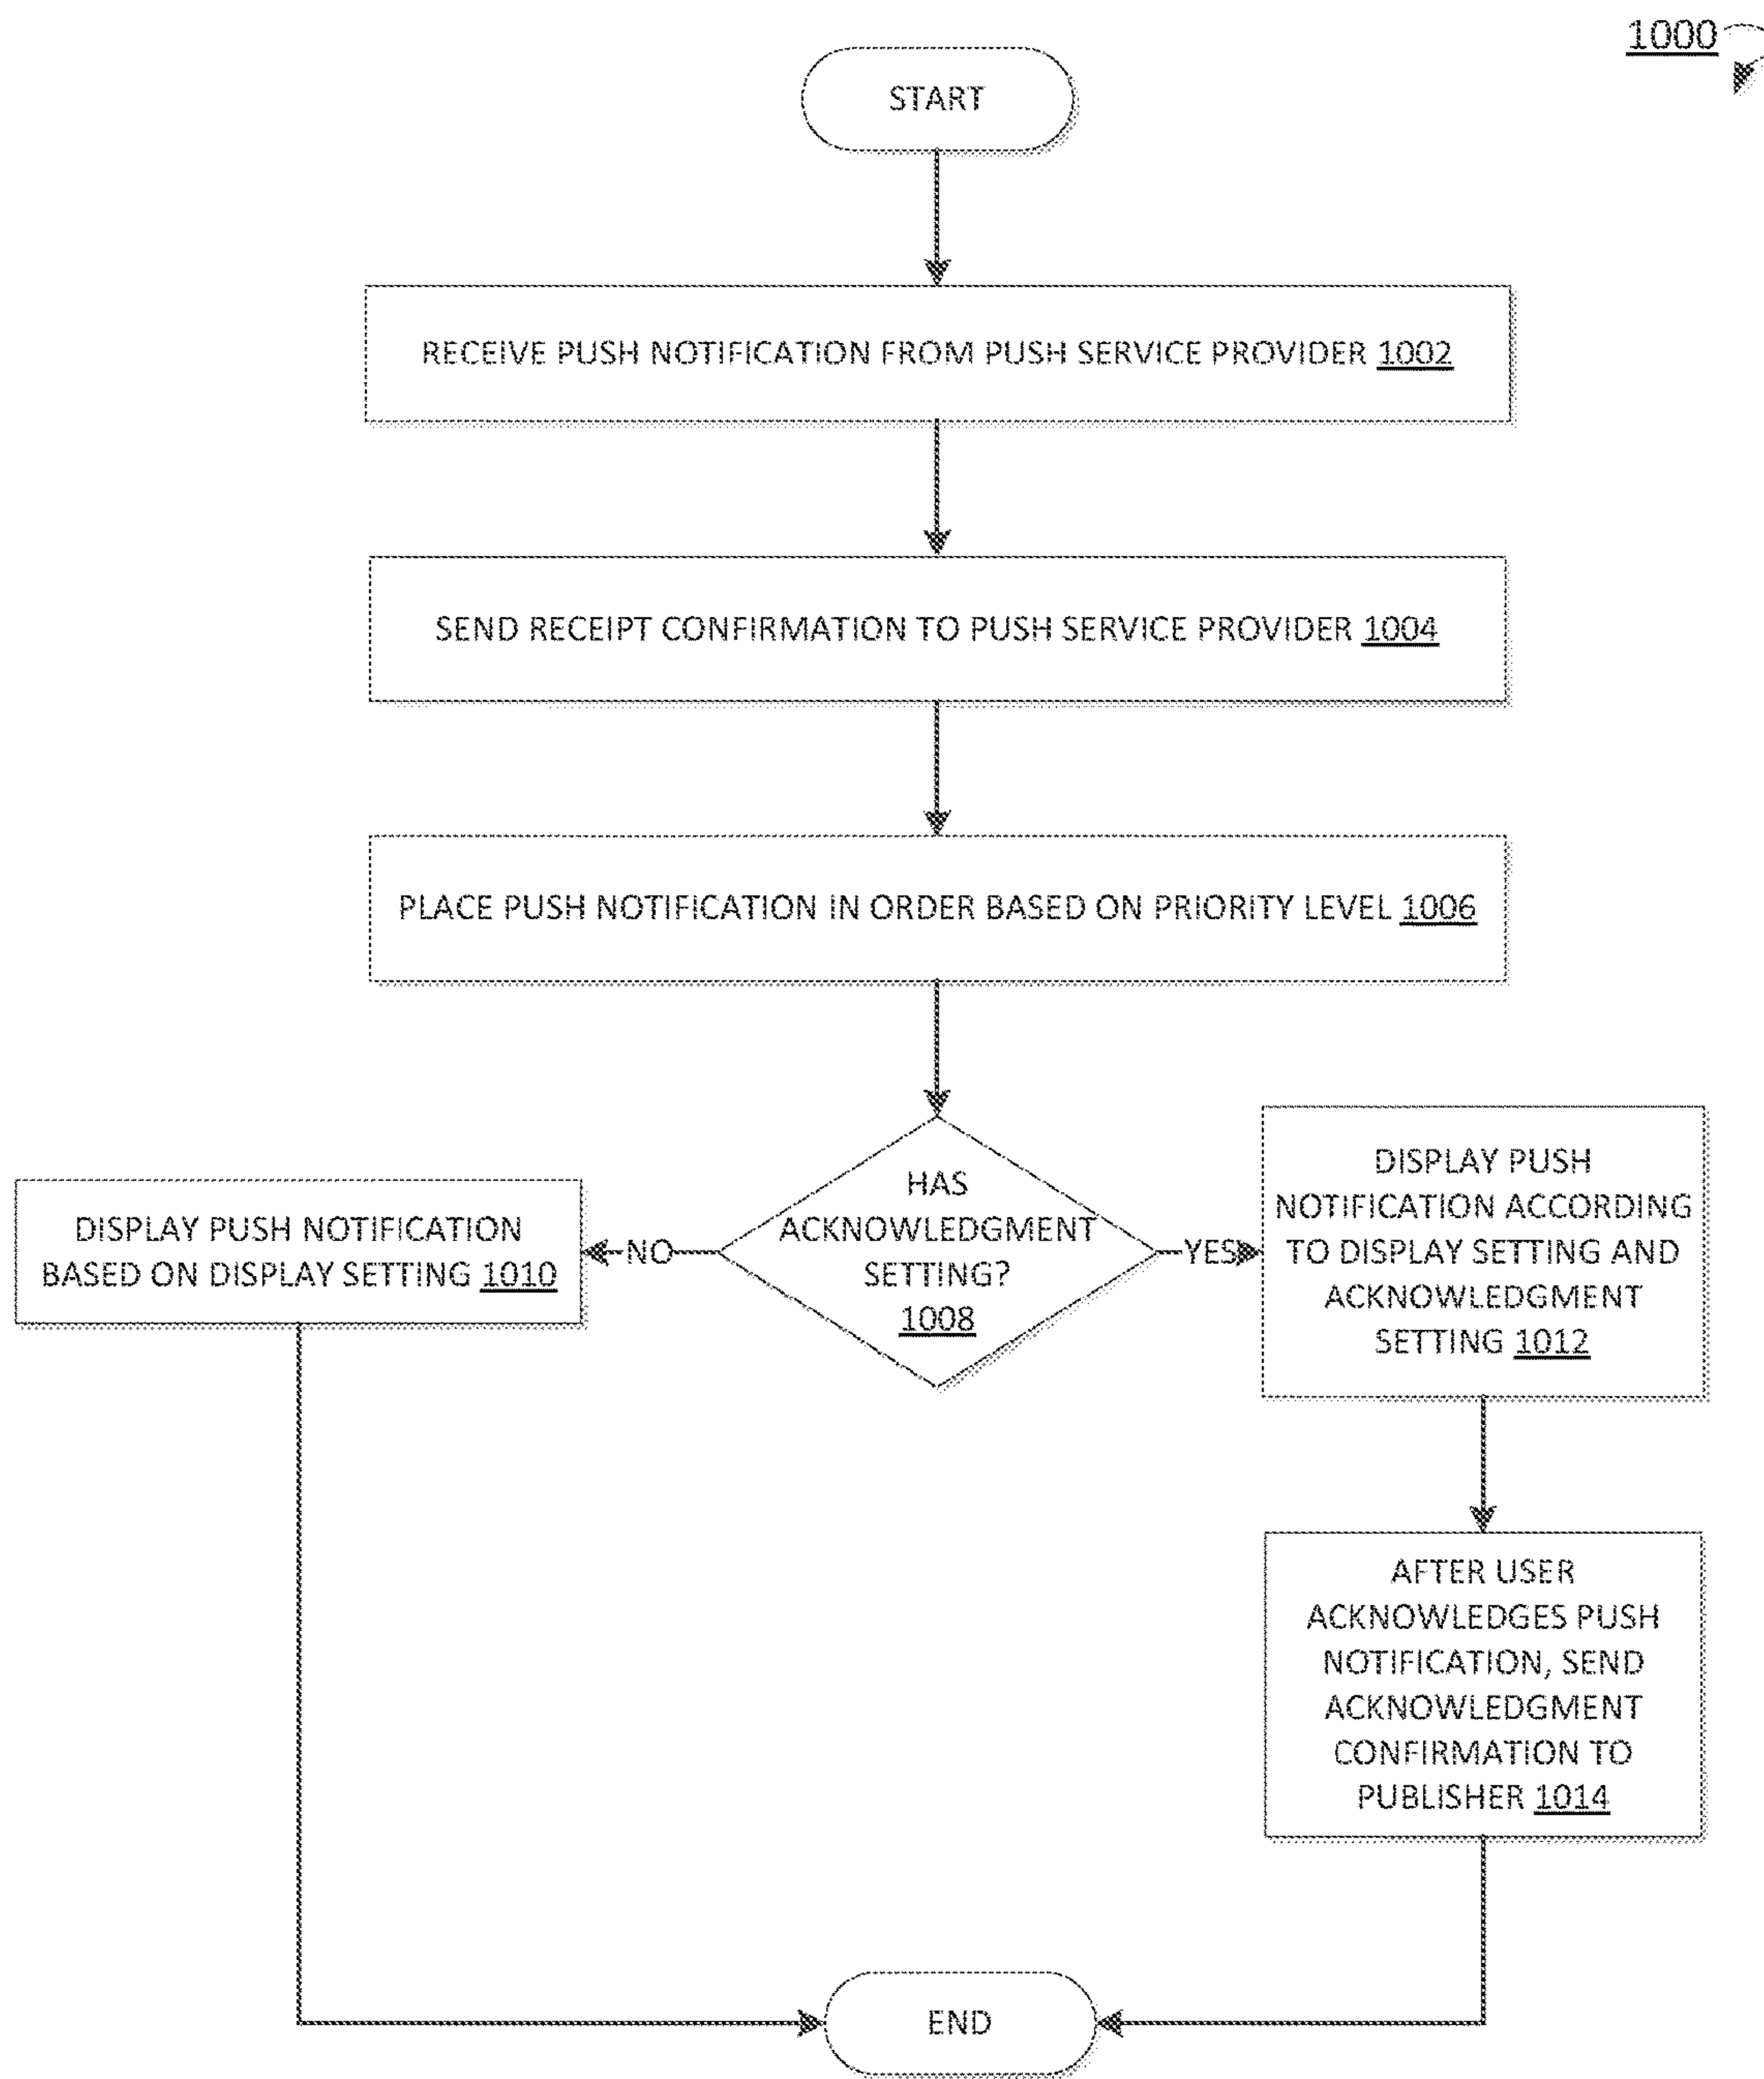 1000
START
RECEIVE PUSH NOTIFICATION FROM PUSH SERVICE PROVIDER 1002
SEND RECEIPT CONFIRMATION TO PUSH SERVICE PROVIDER 1004
PLACE PUSH NOTIFICATION IN ORDER BASED ON PRIORITY LEVEL 1006
HAS
ACKNOWLEDGMENT
SETTING?
1008
NO
DISPLAY PUSH NOTIFICATION
BASED ON DISPLAY SETTING 1010
YES
DISPLAY PUSH
NOTIFICATION ACCORDING
TO DISPLAY SETTING AND
ACKNOWLEDGMENT
SETTING 1012
AFTER USER
ACKNOWLEDGES PUSH
NOTIFICATION, SEND
ACKNOWLEDGMENT
CONFIRMATION TO
PUBLISHER 1014
END